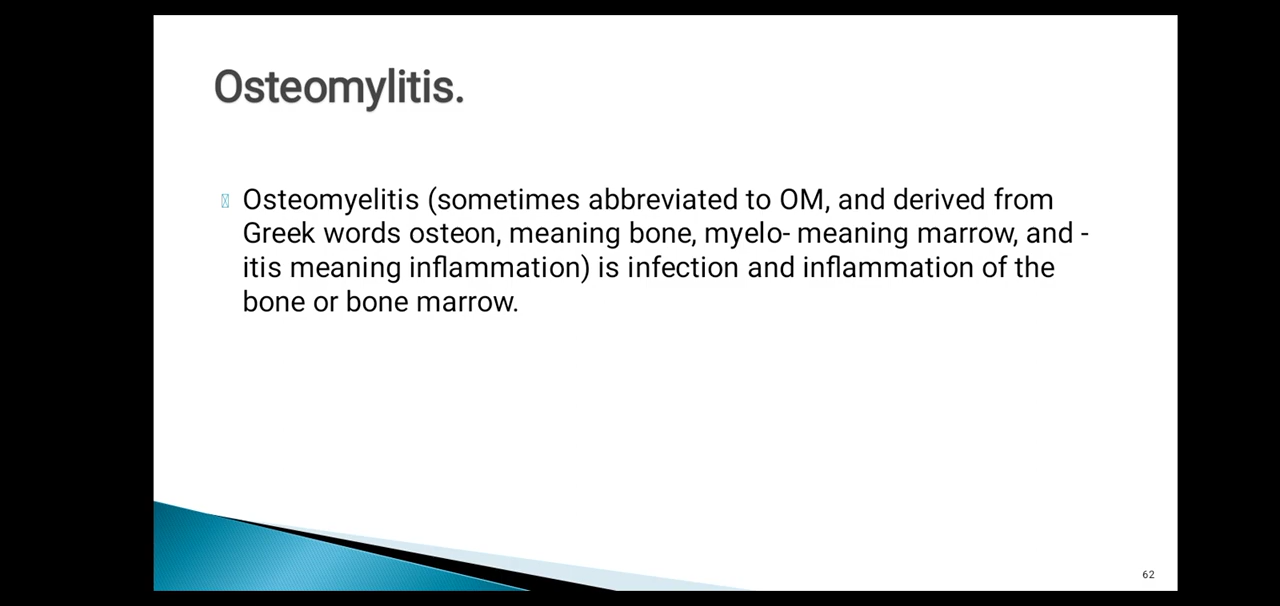 Osteomylitis.
Osteomyelitis (sometimes abbreviated to OM, and derived from
Greek words osteon, meaning bone, myelo- meaning marrow, and -
itis meaning inflammation) is infection and inflammation of the
bone or bone marrow.
62